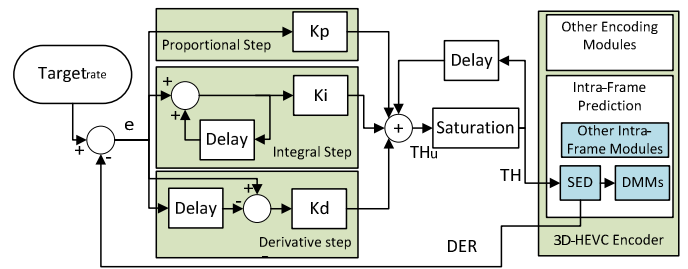 Targetrate
+
-
e
Kp
Proportional Step
+
+
Ki
Delay
Integral Step
Delay
+
-
Kd
Derivative step
-
+
THu
Delay
Saturation
TH
DER
Other Encoding
Modules
Intra-Frame
Prediction
Other Intra-
Frame Modules
SED
DMMs
3D-HEVC Encoder